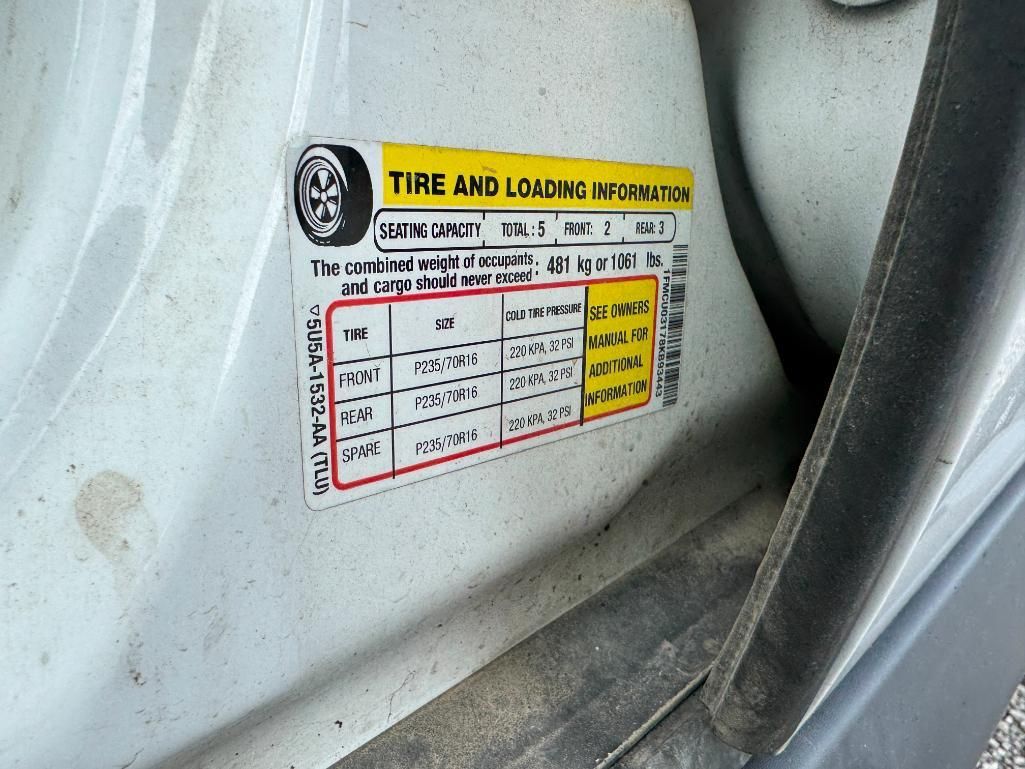 TIRE AND LOADING INFORMATION
SEATING CAPACITY TOTAL: 5 FRONT: 2 REAR: 3
The combined weight of occupants
and cargo should never exceed : 481 kg or 1061 lbs.
TIRE SIZE COLD TIRE PRESSURE
FRONT P235/70R16 220 KPA, 32 PSI
REAR P235/70R16 220 KPA, 32 PSI
SPARE P235/70R16 220 KPA, 32 PSI
SEE OWNERS
MANUAL FOR
ADDITIONAL
INFORMATION
5U5A-1532-AA (TLU)
1FMCU03178KB93443